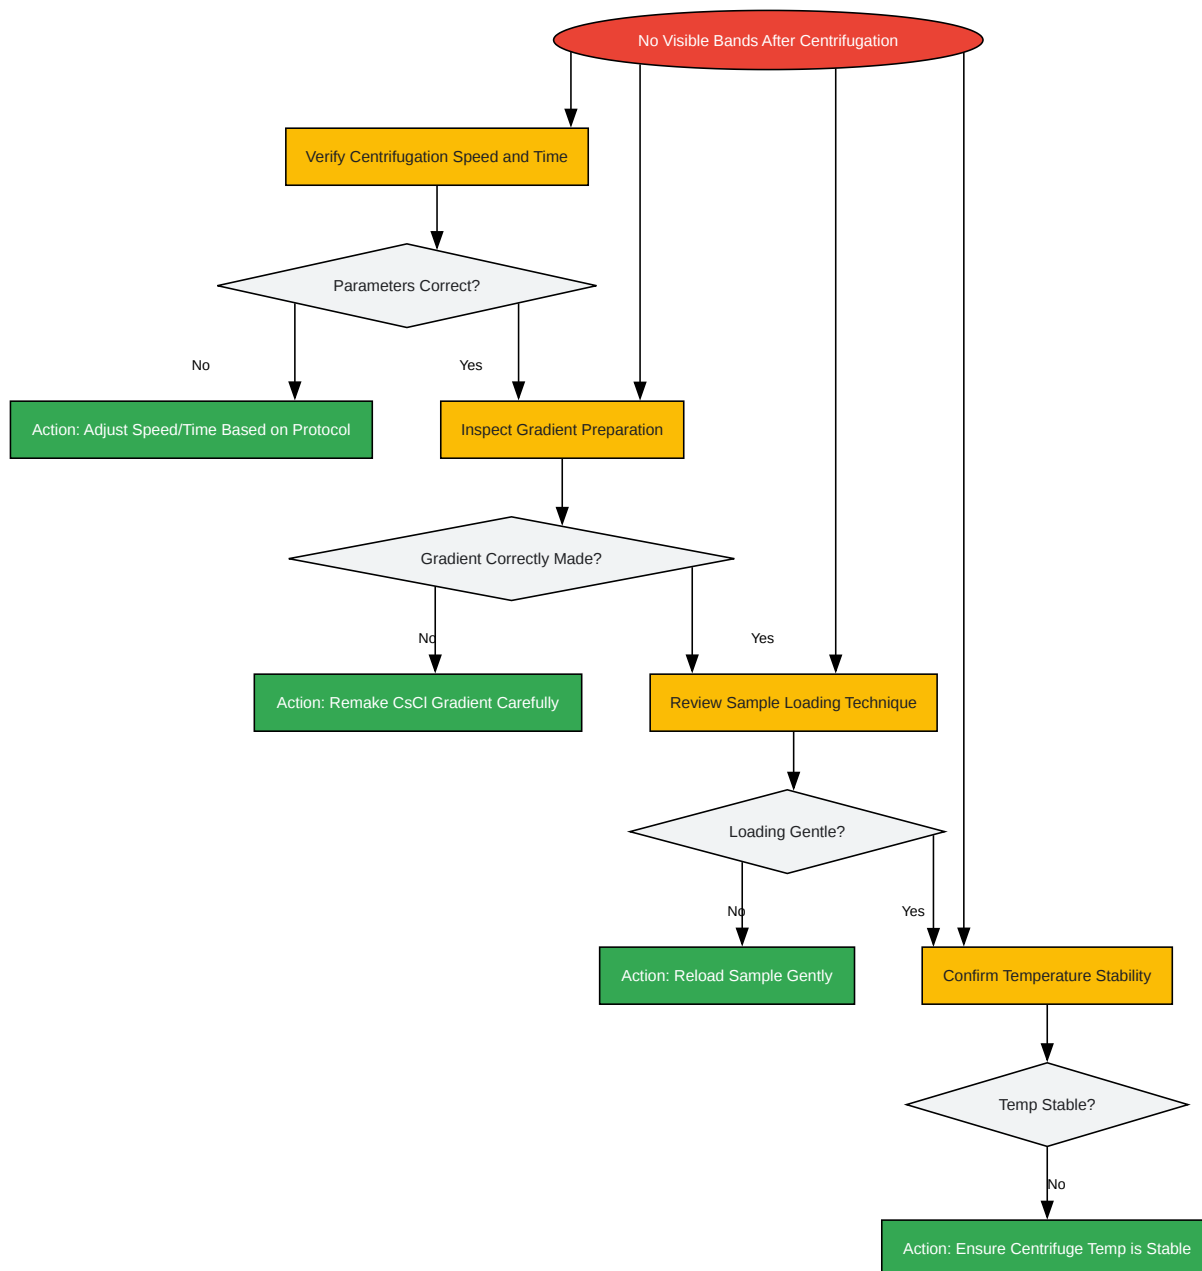 No Visible Bands After Centrifugation
Verify Centrifugation Speed and Time
Parameters Correct?
No
Yes
Action: Adjust Speed/Time Based on Protocol
Inspect Gradient Preparation
Gradient Correctly Made?
No
Yes
Action: Remake CsCl Gradient Carefully
Review Sample Loading Technique
Loading Gentle?
No
Yes
Action: Reload Sample Gently
Confirm Temperature Stability
Temp Stable?
No
Action: Ensure Centrifuge Temp is Stable